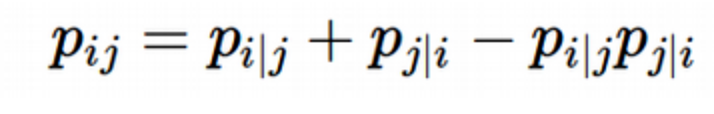 p_{ij} = p_{i|j} + p_{j|i} − p_{i|j}p_{j|i}